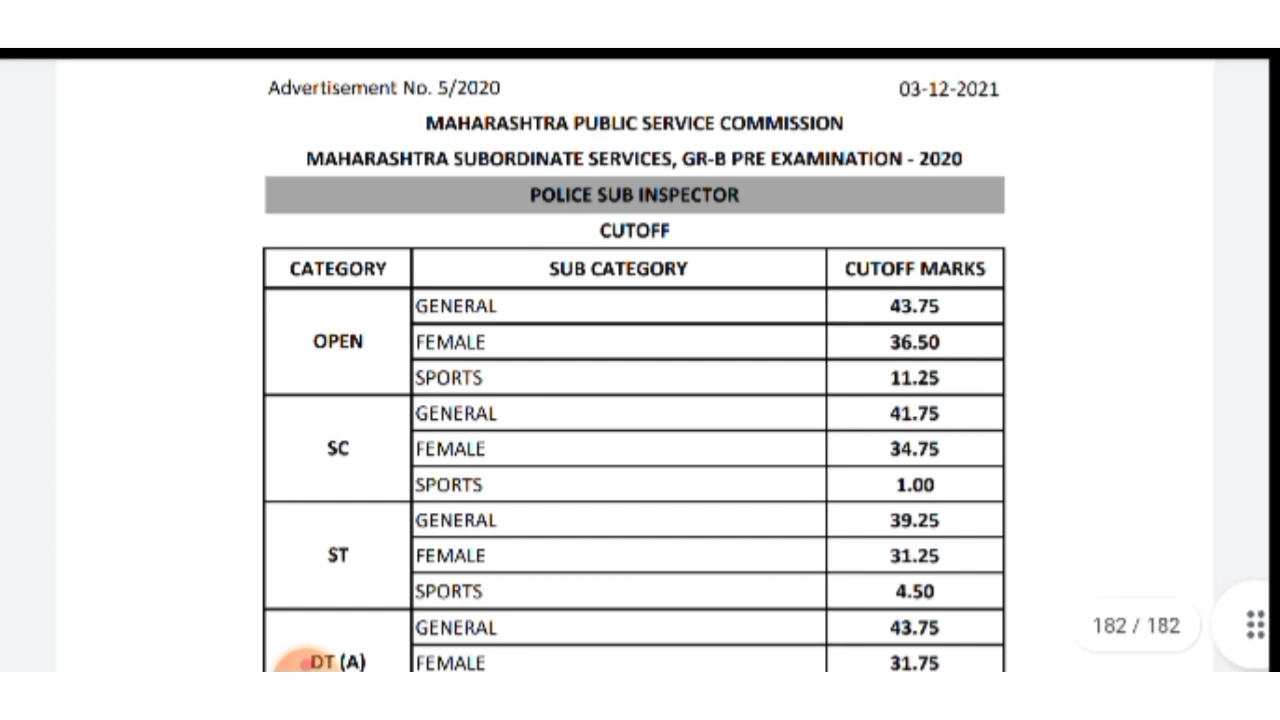 Advertisement No. 5/2020 03-12-2021
MAHARASHTRA PUBLIC SERVICE COMMISSION
MAHARASHTRA SUBORDINATE SERVICES, GR-B PRE EXAMINATION - 2020
POLICE SUB INSPECTOR
CUTOFF
CATEGORY SUB CATEGORY CUTOFF MARKS
OPEN GENERAL 43.75
FEMALE 36.50
SPORTS 11.25
SC GENERAL 41.75
FEMALE 34.75
SPORTS 1.00
ST GENERAL 39.25
FEMALE 31.25
SPORTS 4.50
DT (A) GENERAL 43.75
FEMALE 31.75
182 / 182